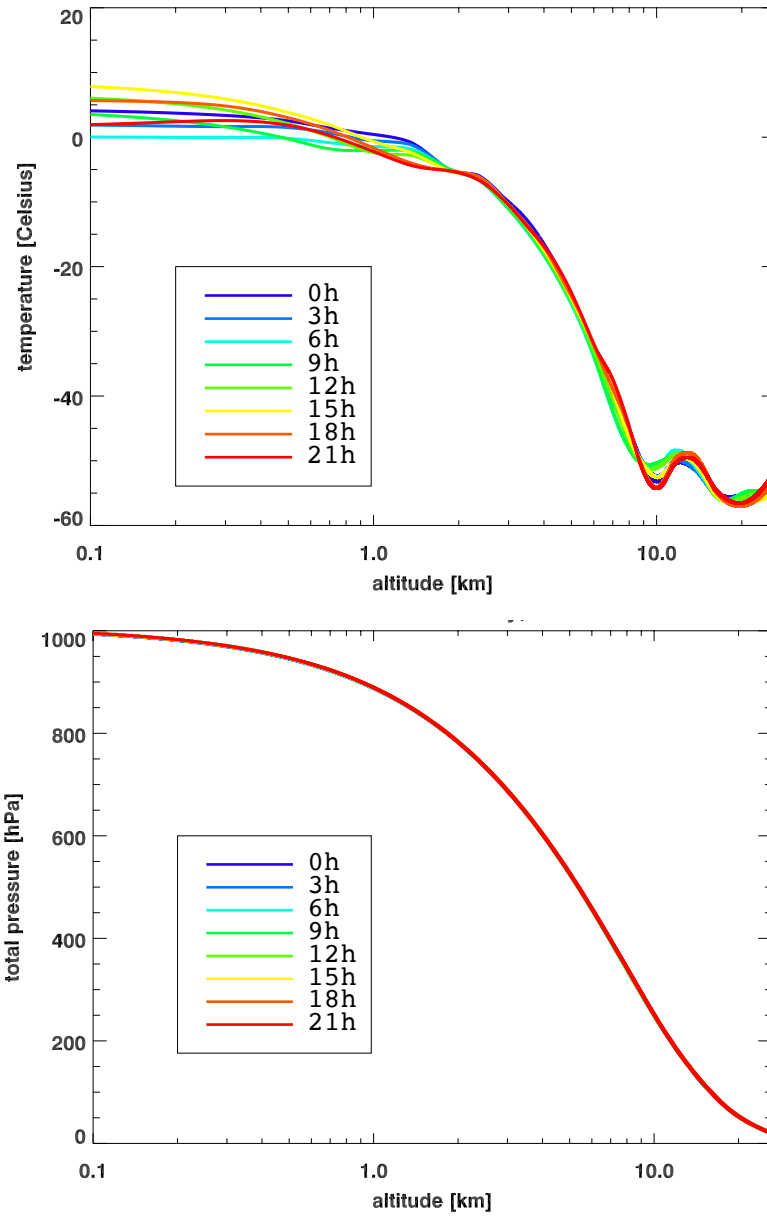 20
0
-20
-40
-60
temperature [Celsius]
0h
3h
6h
9h
12h
15h
18h
21h
0.1 1.0 10.0
altitude [km]
1000
800
600
400
200
0
total pressure [hPa]
0h
3h
6h
9h
12h
15h
18h
21h
0.1 1.0 10.0
altitude [km]